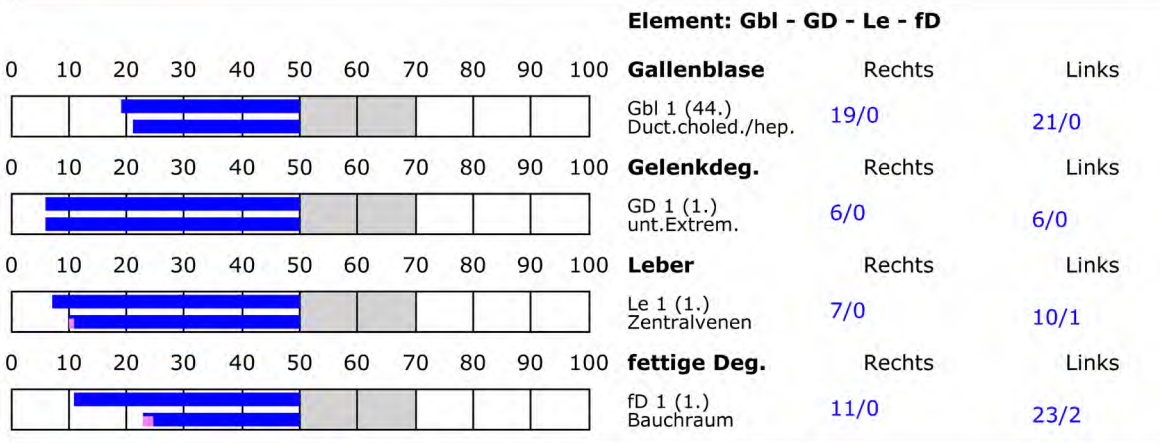 Element: Gbl - GD - Le - fD
0 10 20 30 40 50 60 70 80 90 100 Gallenblase Rechts Links
Gbl 1 (44.) 19/0 21/0
Duct.choled./hep.
0 10 20 30 40 50 60 70 80 90 100 Gelenkdeg. Rechts Links
GD 1 (1.) 6/0 6/0
unt.Extrem.
0 10 20 30 40 50 60 70 80 90 100 Leber Rechts Links
Le 1 (1.) 7/0 10/1
Zentralvenen
0 10 20 30 40 50 60 70 80 90 100 fettige Deg. Rechts Links
fD 1 (1.) 11/0 23/2
Bauchraum